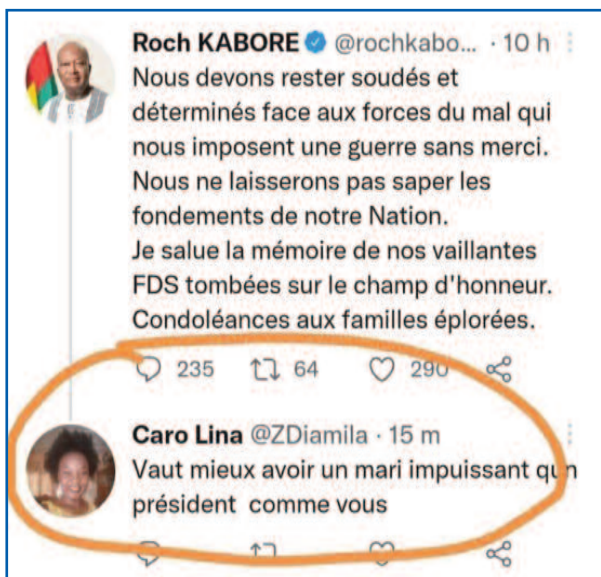 Roch KABORE @rochkabo... · 10 h
Nous devons rester soudés et
déterminés face aux forces du mal qui
nous imposent une guerre sans merci.
Nous ne laisserons pas saper les
fondements de notre Nation.
Je salue la mémoire de nos vaillantes
FDS tombées sur le champ d'honneur.
Condoléances aux familles éplorées.
235 64 290
Caro Lina @ZDiamila · 15 m
Vaut mieux avoir un mari impuissant qun
président comme vous